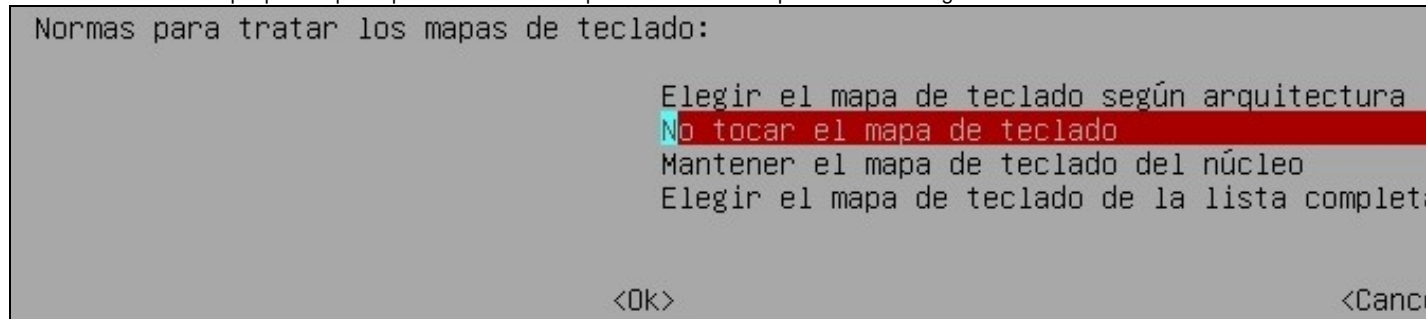 Normas para tratar los mapas de teclado:
Elegir el mapa de teclado según arquitectura
No tocar el mapa de teclado
Mantener el mapa de teclado del núcleo
Elegir el mapa de teclado de la lista completa
<Ok> <Canc